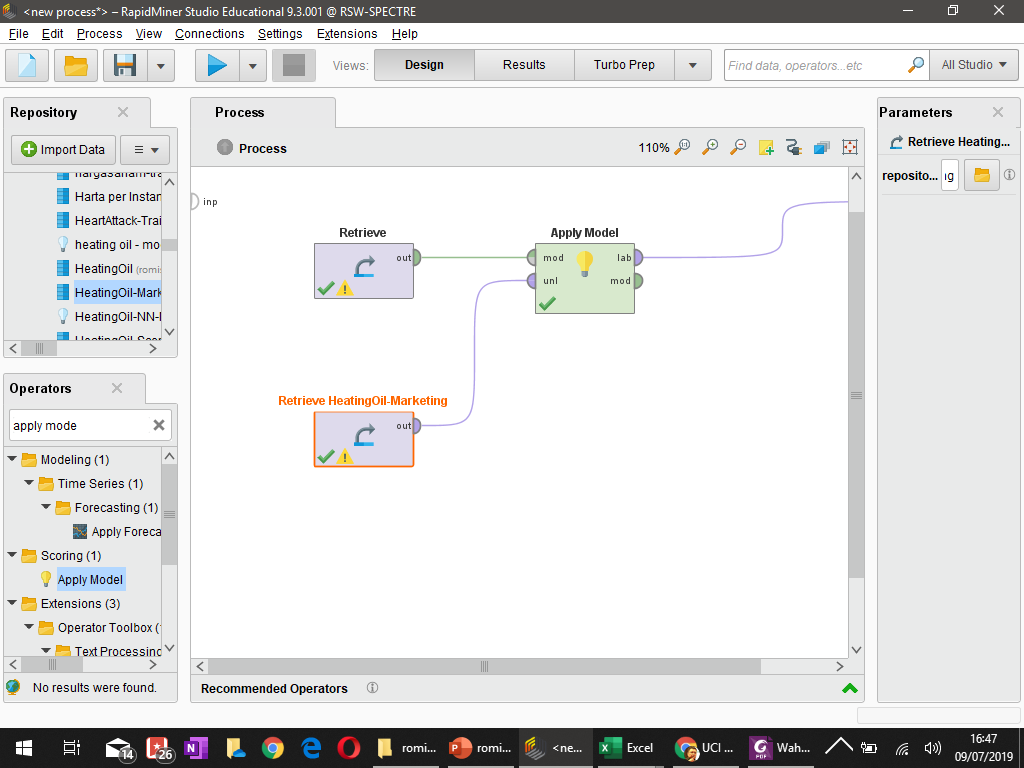 <new process*> – RapidMiner Studio Educational 9.3.001 @ RSW-SPECTRE
File Edit Process View Connections Settings Extensions Help
Views: Design Results Turbo Prep Find data, operators...etc All Studio
Repository
Import Data
Harta per Instan
HeartAttack-Trai
heating oil - mo
HeatingOil (romis
HeatingOil-Mark
HeatingOil-NN-I
Operators
apply mode
Modeling (1)
Time Series (1)
Forecasting (1)
Apply Foreca
Scoring (1)
Apply Model
Extensions (3)
Operator Toolbox (
Text Processing
No results were found.
Process
Process
110%
inp
Retrieve
out
Apply Model
mod lab
unl mod
Retrieve HeatingOil-Marketing
out
Recommended Operators
Parameters
Retrieve Heating...
reposito...
14 26 romi... romi... <ne... Excel UCI ... Wah...
16:47
09/07/2019